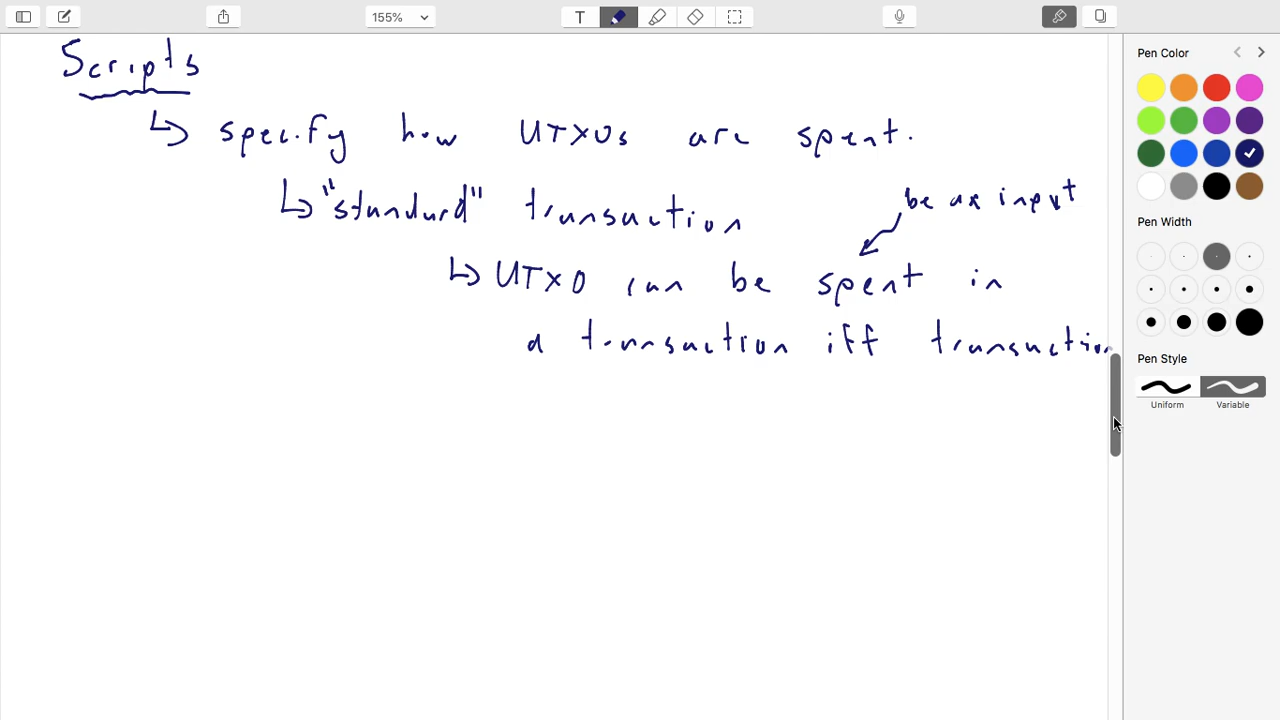 155%
T
Scripts
↳ specify how UTXOs are spent.
↳ "standard" transaction
be as input
↳ UTXO can be spent in
a transaction iff transaction
Pen Color
Pen Width
Pen Style
Uniform Variable